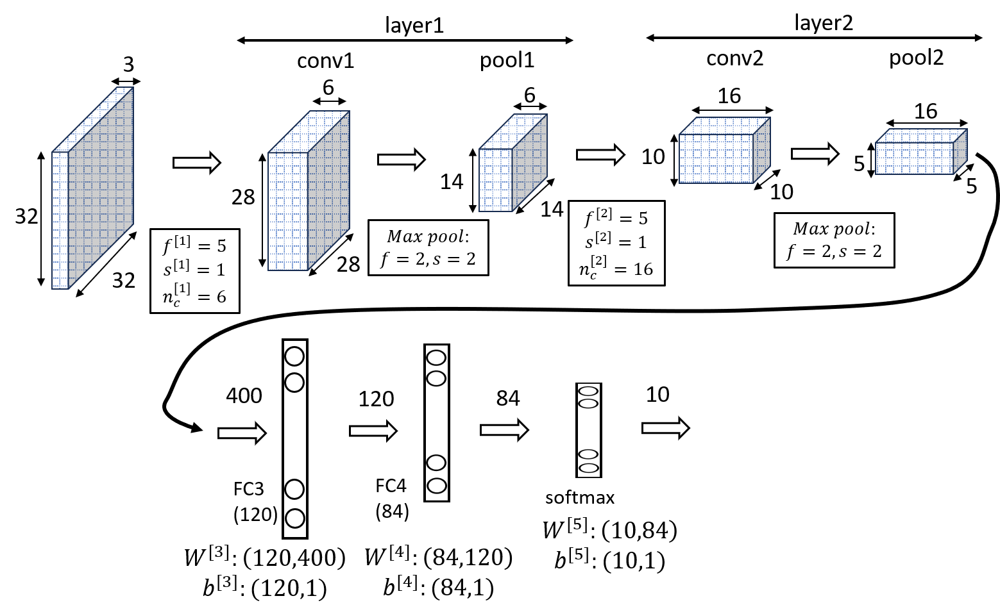 layer1
layer2
conv1
pool1
conv2
pool2
3
6
6
16
16
32
32
28
28
14
14
10
10
5
5
f^{[1]} = 5
s^{[1]} = 1
n_c^{[1]} = 6
Max pool:
f = 2, s = 2
f^{[2]} = 5
s^{[2]} = 1
n_c^{[2]} = 16
Max pool:
f = 2, s = 2
400
120
84
10
FC3
(120)
FC4
(84)
softmax
W^{[3]}: (120,400)
b^{[3]}: (120,1)
W^{[4]}: (84,120)
b^{[4]}: (84,1)
W^{[5]}: (10,84)
b^{[5]}: (10,1)